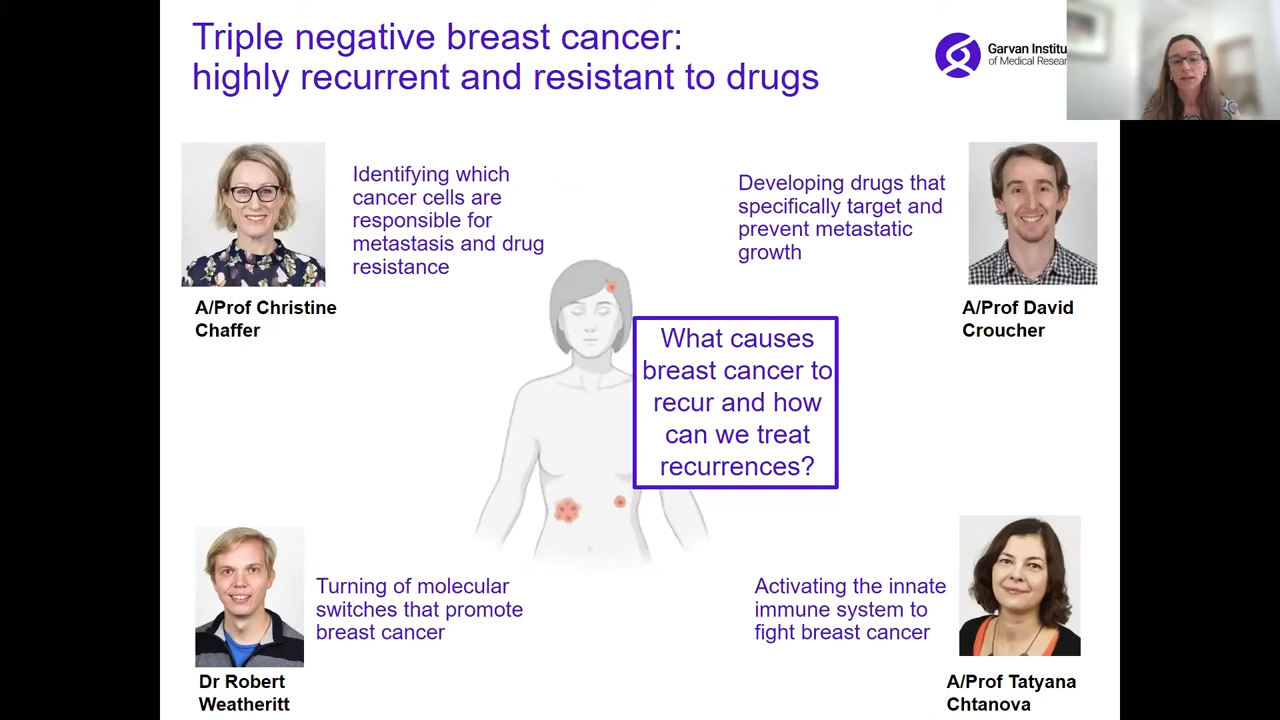 Triple negative breast cancer:
highly recurrent and resistant to drugs
Garvan
of Medical
Identifying which
cancer cells are
responsible for
metastasis and drug
resistance
A/Prof Christine
Chaffer
Developing drugs that
specifically target and
prevent metastatic
growth
A/Prof David
Croucher
What causes
breast cancer to
recur and how
can we treat
recurrences?
Turning of molecular
switches that promote
breast cancer
Dr Robert
Weatheritt
Activating the innate
immune system to
fight breast cancer
A/Prof Tatyana
Chtanova